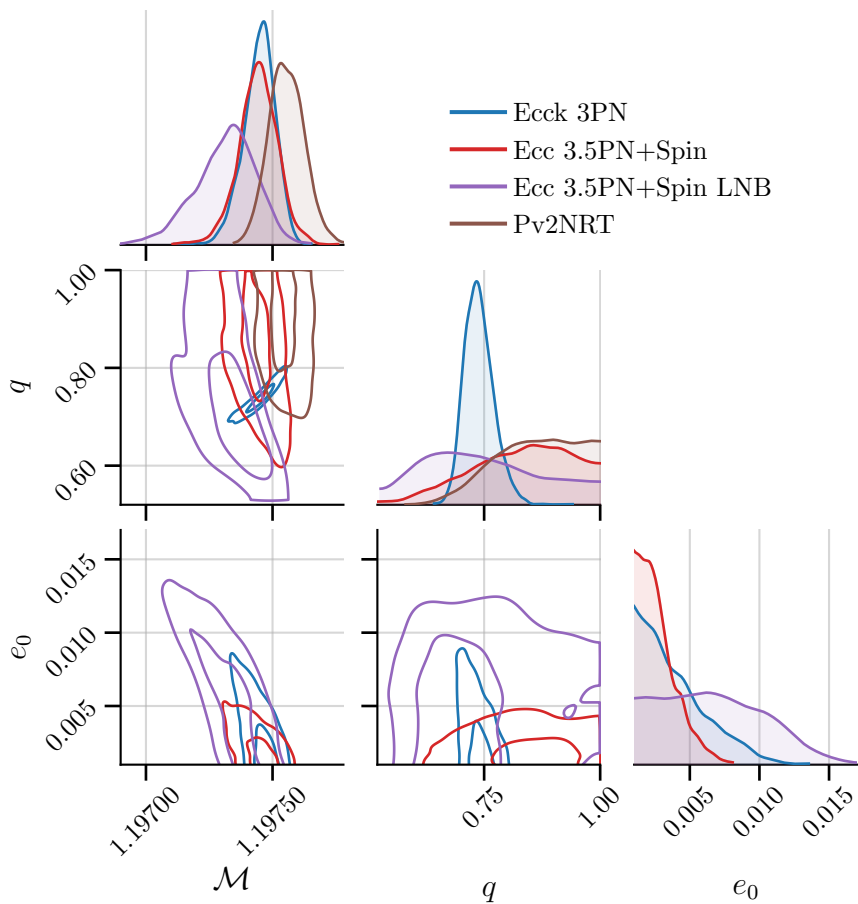 Ecck 3PN
Ecc 3.5PN+Spin
Ecc 3.5PN+Spin LNB
Pv2NRT
1.00
0.80
0.60
q
0.015
0.010
0.005
e₀
1.19700
1.19750
0.75
1.00
0.005
0.010
0.015
ℳ
q
e₀